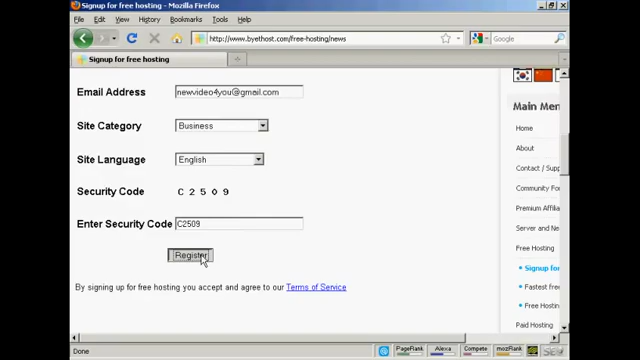 Signup for free hosting - Mozilla Firefox
File Edit View History Bookmarks Tools Help
http://www.byethost.com/free-hosting/news
Google
Signup for free hosting
Email Address newvideo4you@gmail.com
Site Category Business
Site Language English
Security Code C 2 5 0 9
Enter Security Code C2509
Register
By signing up for free hosting you accept and agree to our Terms of Service
Main Men
Home
About
Contact / Supp
Community For
Premium Affilia
Server and Ne
Free Hosting
Signup for
Fastest fre
Free Hostin
Paid Hosting
Done
PageRank Alexa Compete mozRank